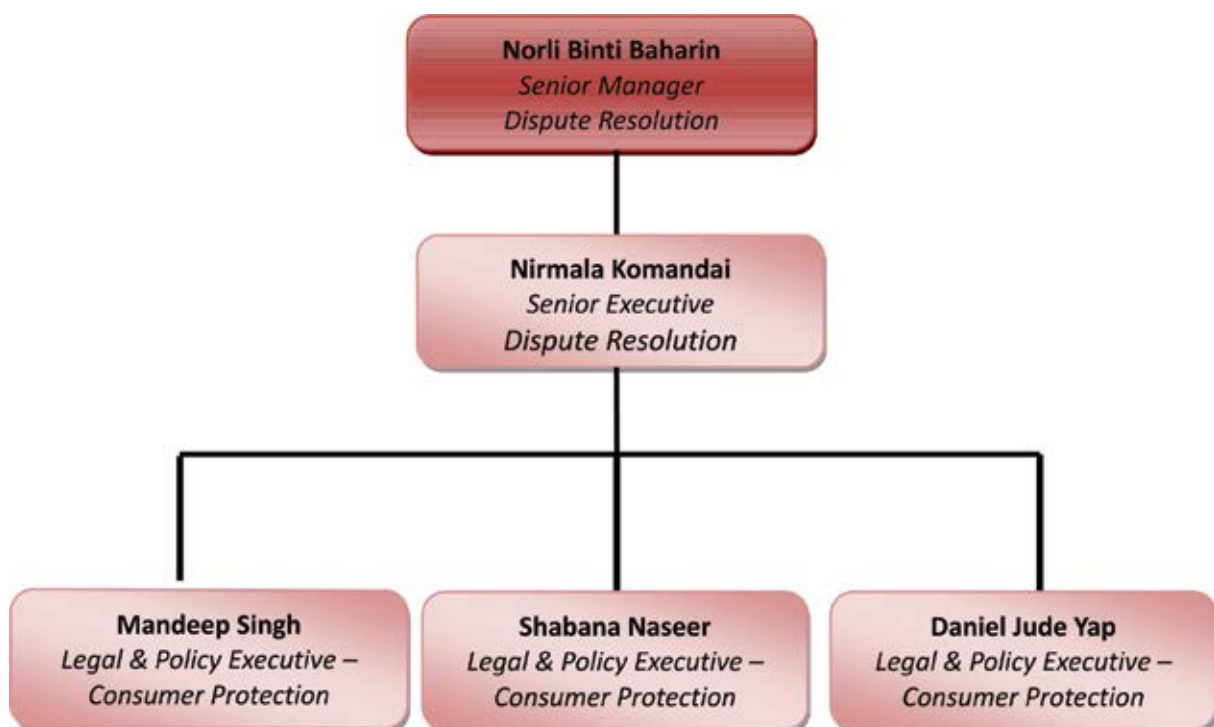 Norli Binti Baharin
Senior Manager
Dispute Resolution
Nirmala Komandai
Senior Executive
Dispute Resolution
Mandeep Singh
Legal & Policy Executive –
Consumer Protection
Shabana Naseer
Legal & Policy Executive –
Consumer Protection
Daniel Jude Yap
Legal & Policy Executive –
Consumer Protection